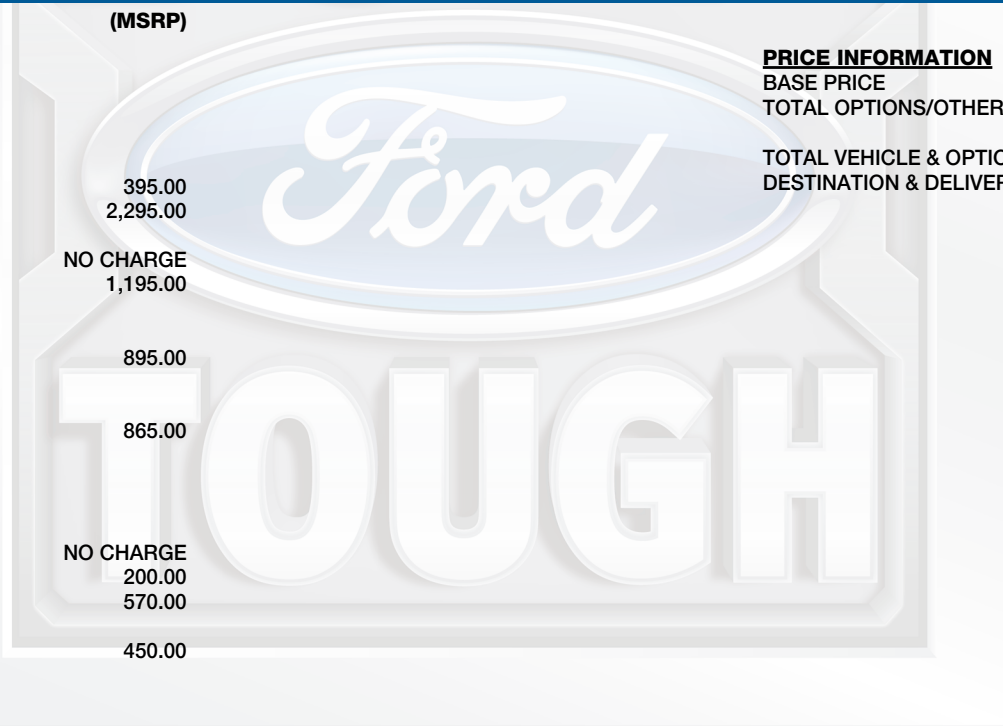 (MSRP)
395.00
2,295.00
NO CHARGE
1,195.00
895.00
865.00
NO CHARGE
200.00
570.00
450.00
PRICE INFORMATION
BASE PRICE
TOTAL OPTIONS/OTHER
TOTAL VEHICLE & OPTIO
DESTINATION & DELIVER
Ford
TOUGH